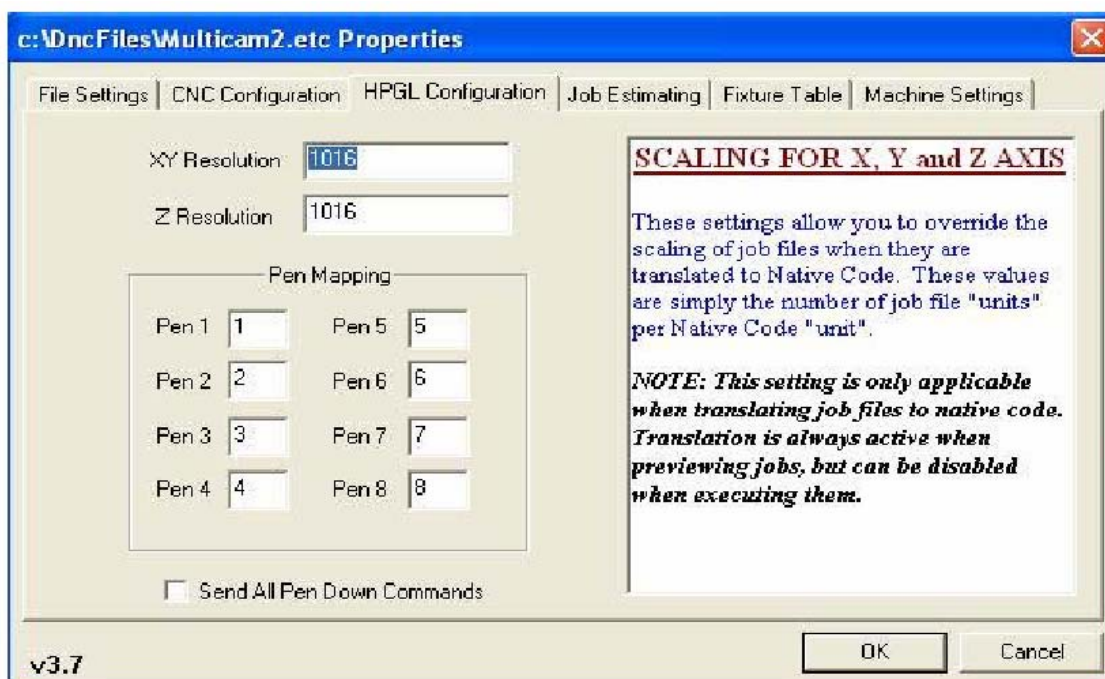 c:\DncFiles\Multicam2.etc Properties
File Settings CNC Configuration HPGL Configuration Job Estimating Fixture Table Machine Settings
XY Resolution 1016
Z Resolution 1016
Pen Mapping
Pen 1 1 Pen 5 5
Pen 2 2 Pen 6 6
Pen 3 3 Pen 7 7
Pen 4 4 Pen 8 8
Send All Pen Down Commands
SCALING FOR X, Y and Z AXIS
These settings allow you to override the
scaling of job files when they are
translated to Native Code. These values
are simply the number of job file "units"
per Native Code "unit".
NOTE: This setting is only applicable
when translating job files to native code.
Translation is always active when
previewing jobs, but can be disabled
when executing them.
v3.7
OK Cancel